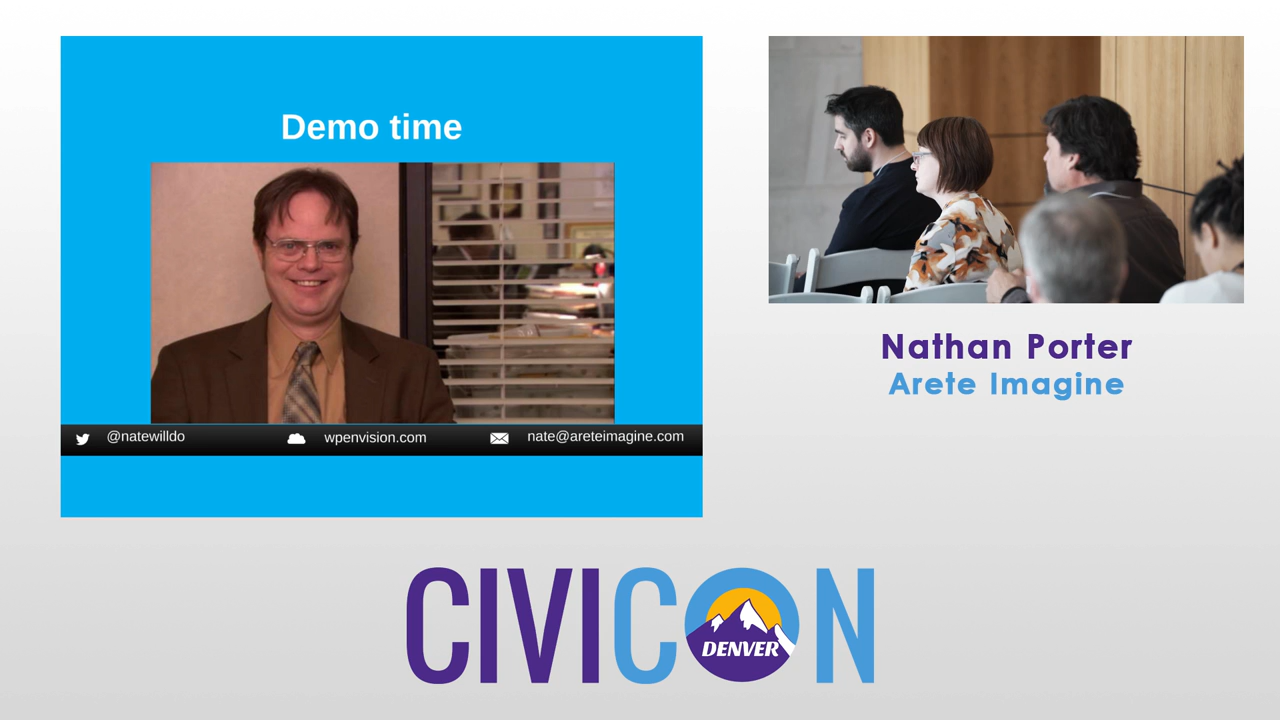 Demo time
@natewilldo
wpenvision.com
nate@areteimagine.com
Nathan Porter
Arete Imagine
CIVICON
DENVER